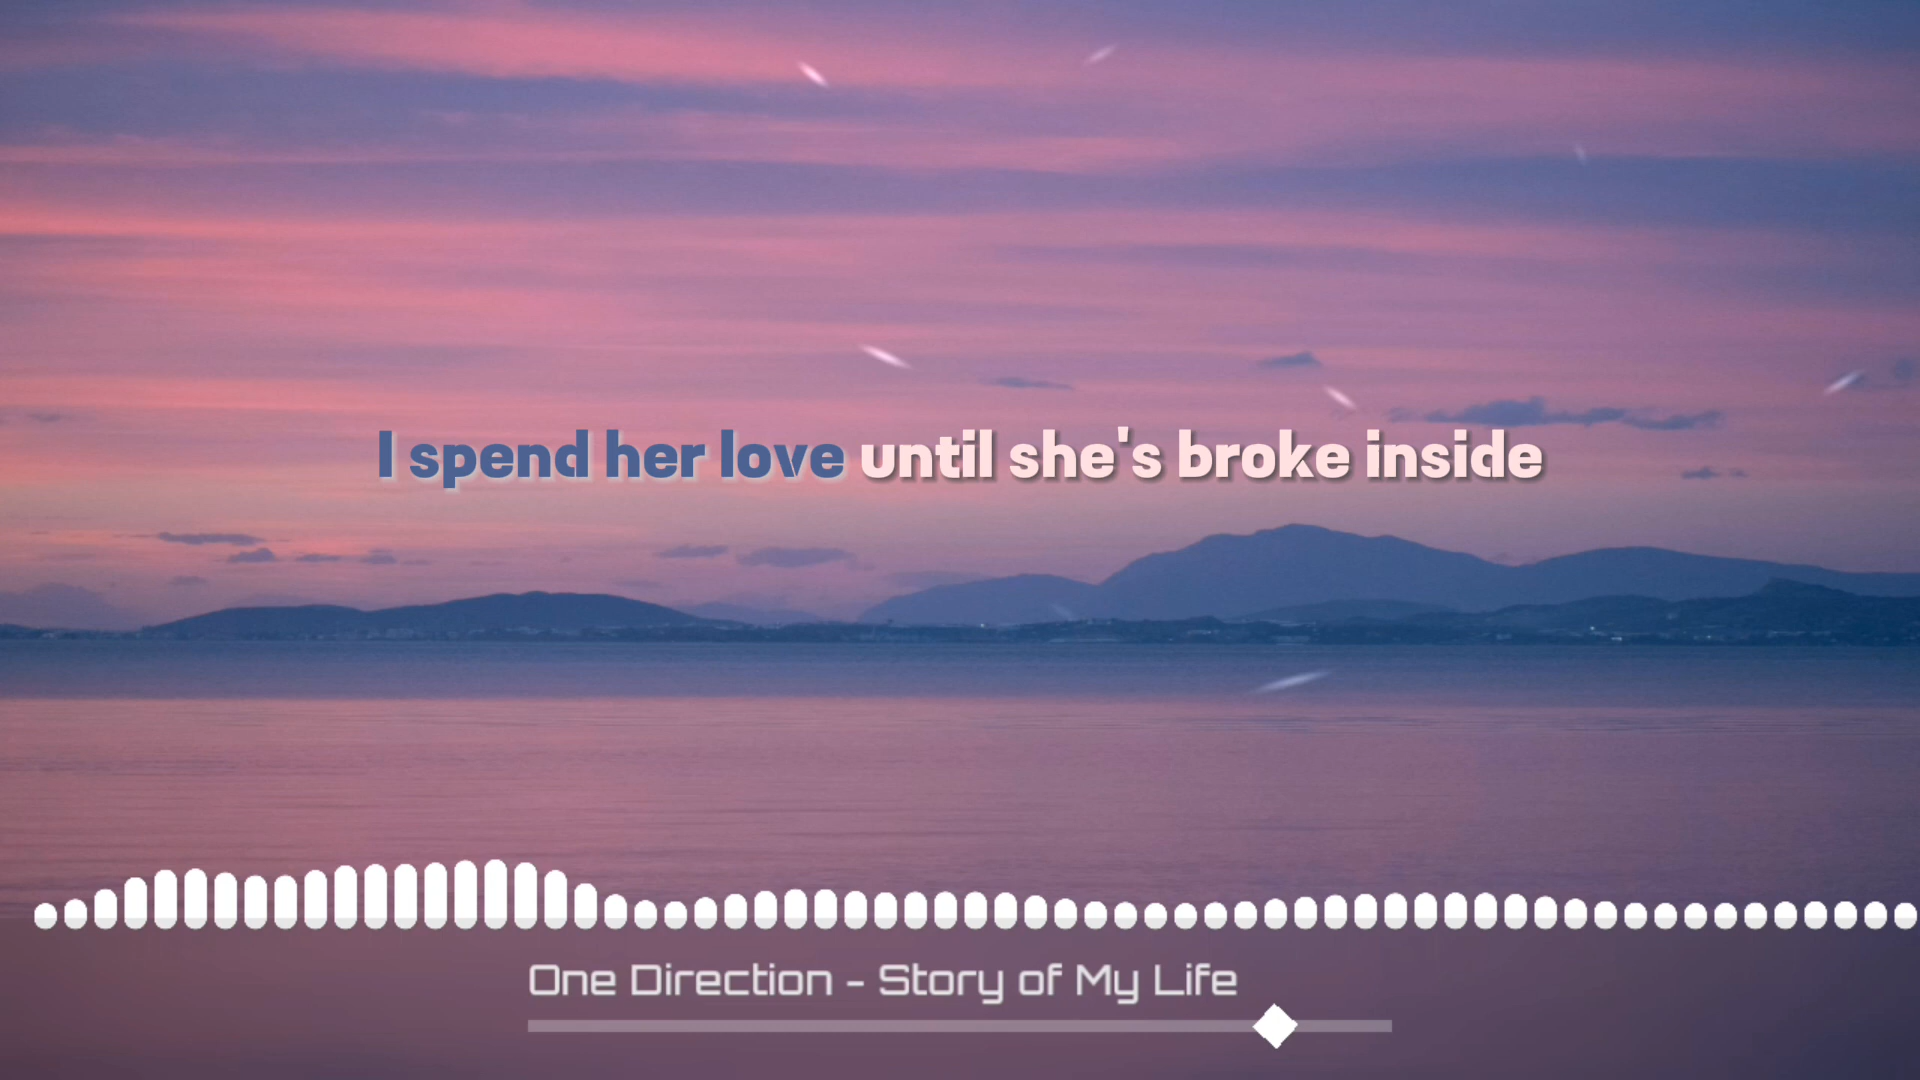 I spend her love until she's broke inside
One Direction - Story of My Life